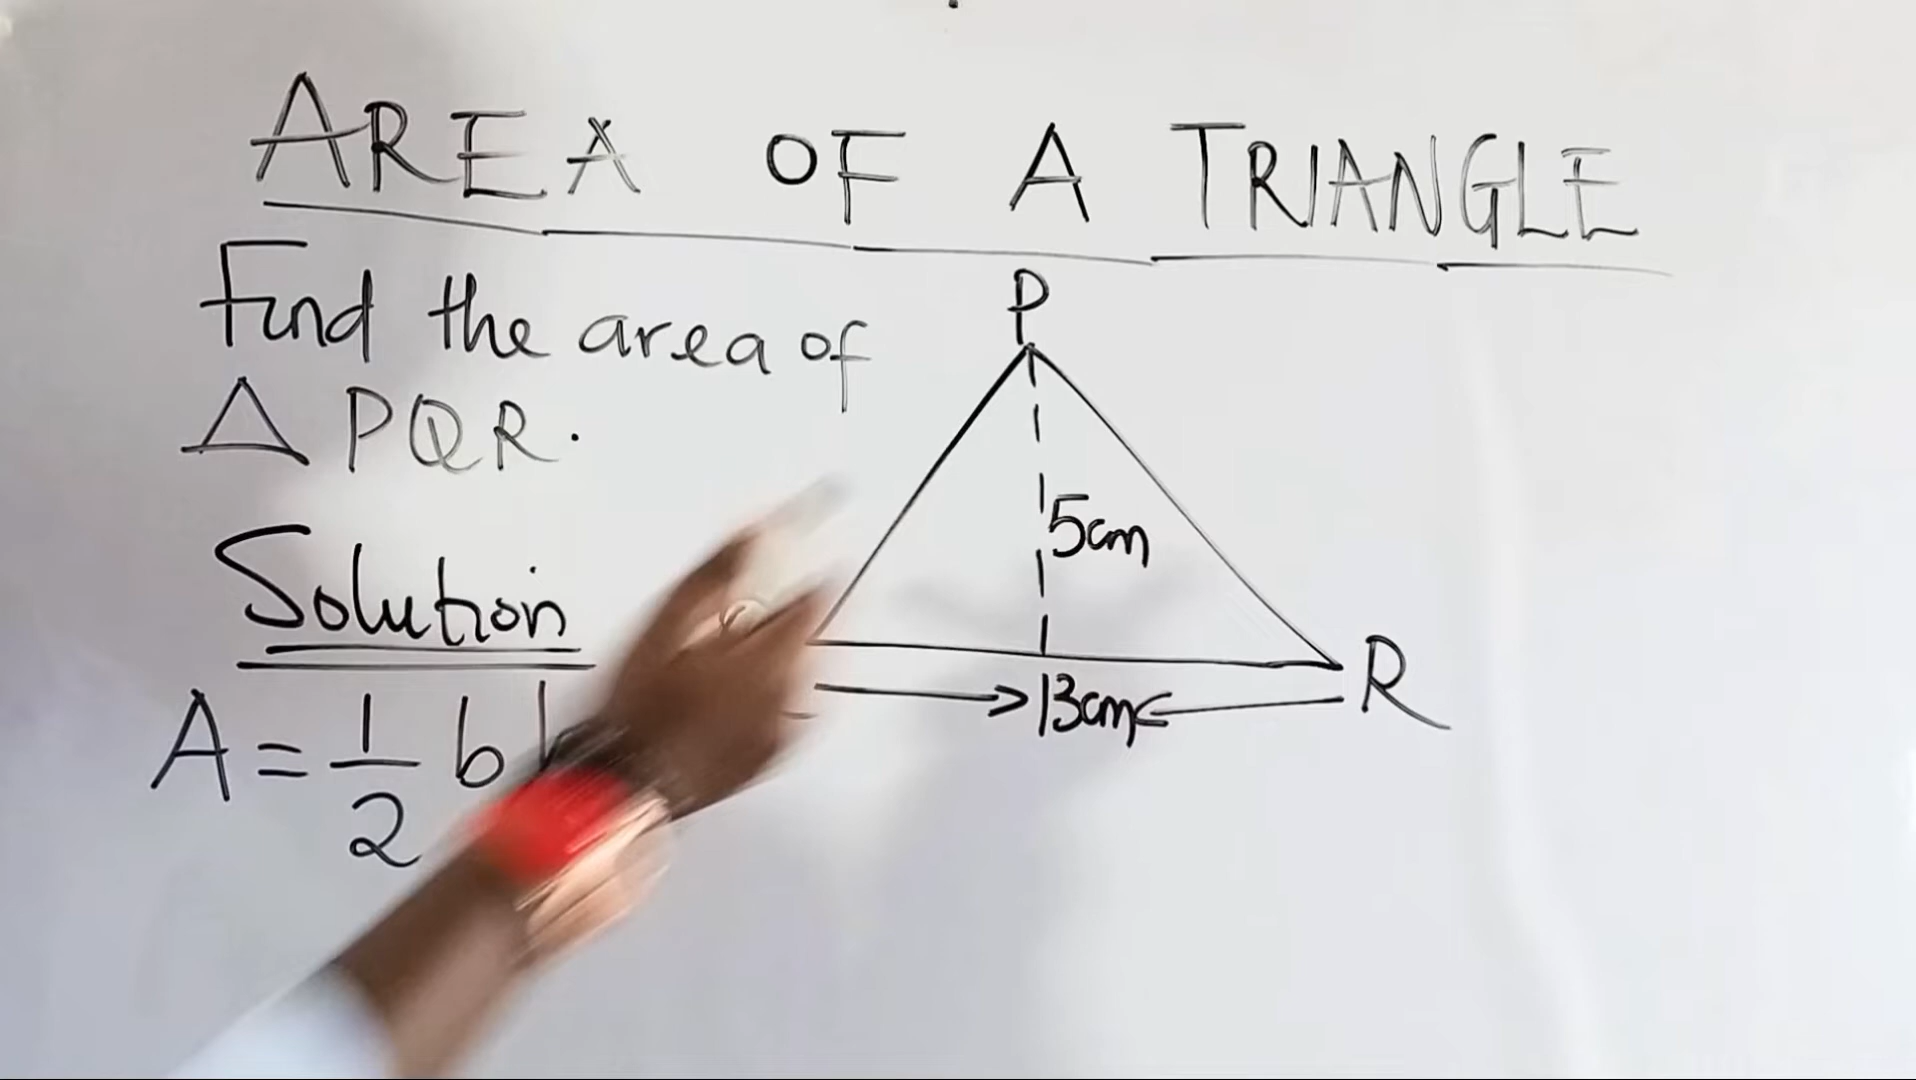 AREA OF A TRIANGLE
Find the area of
△ PQR.
P
5cm
Solution
R
13cm
A = 1/2 b